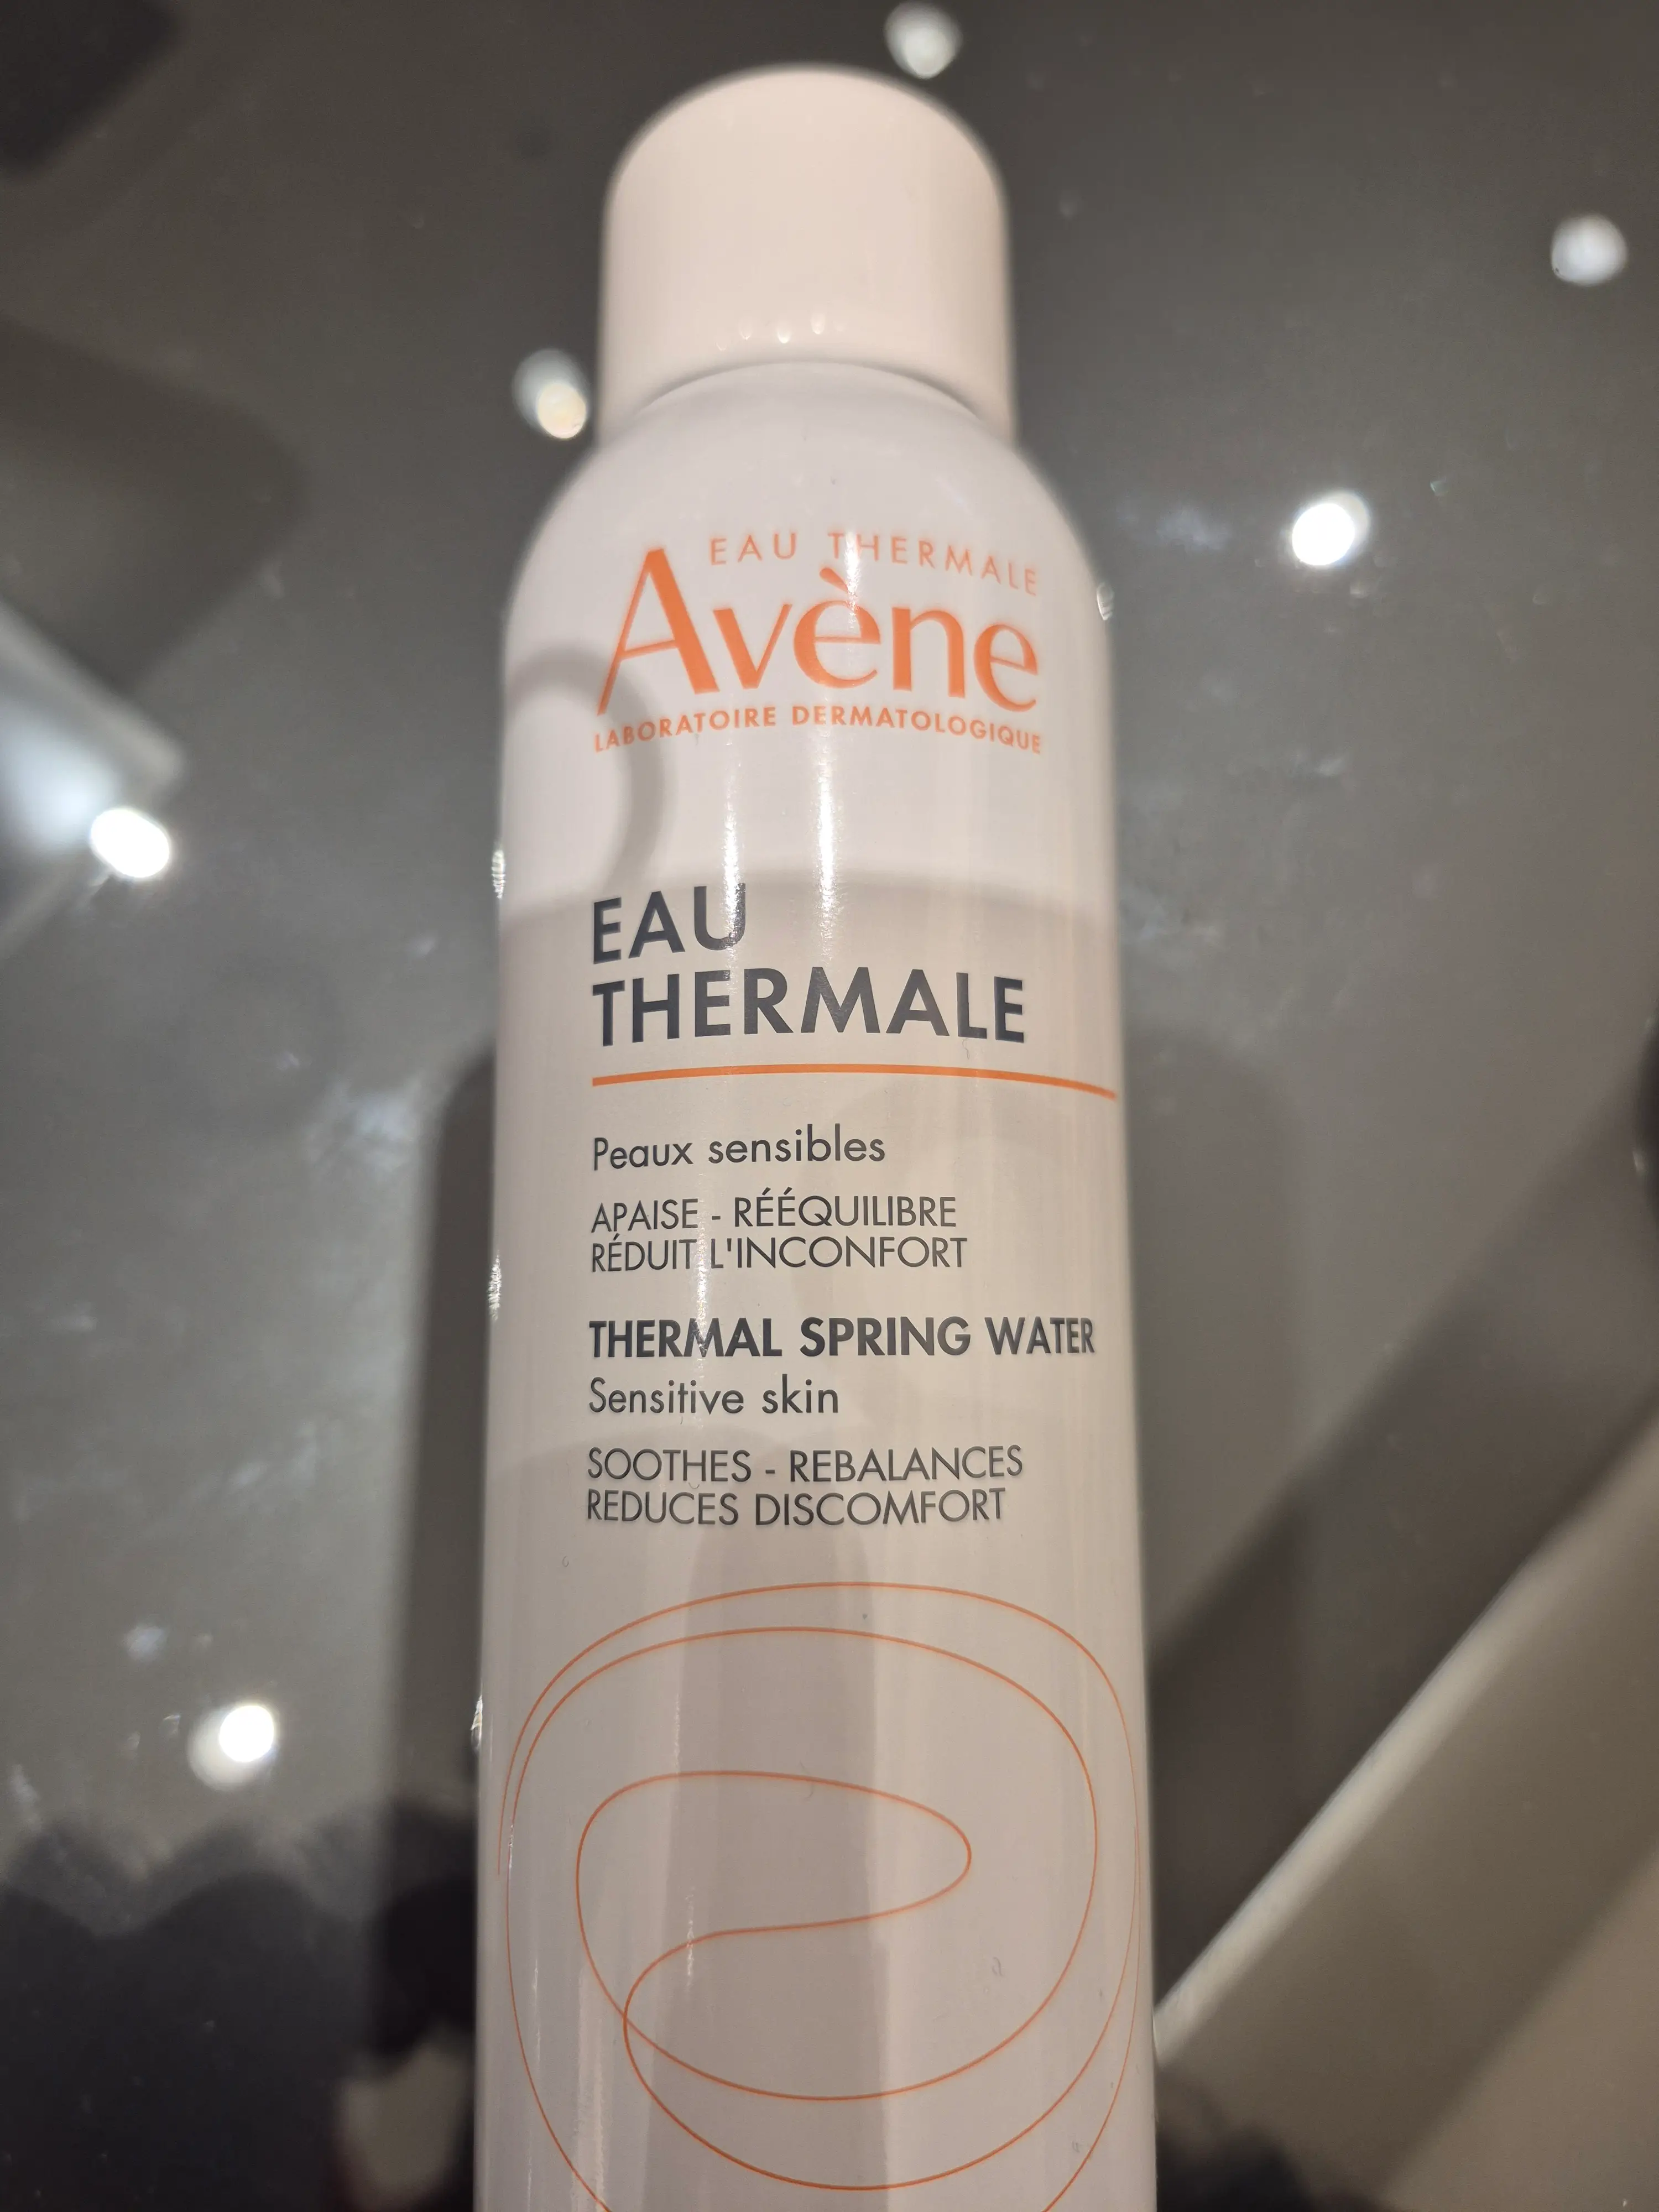 EAU THERMALE
Avène
LABORATOIRE DERMATOLOGIQUE
EAU
THERMALE
Peaux sensibles
APAISE - RÉÉQUILIBRE
RÉDUIT L'INCONFORT
THERMAL SPRING WATER
Sensitive skin
SOOTHES - REBALANCES
REDUCES DISCOMFORT